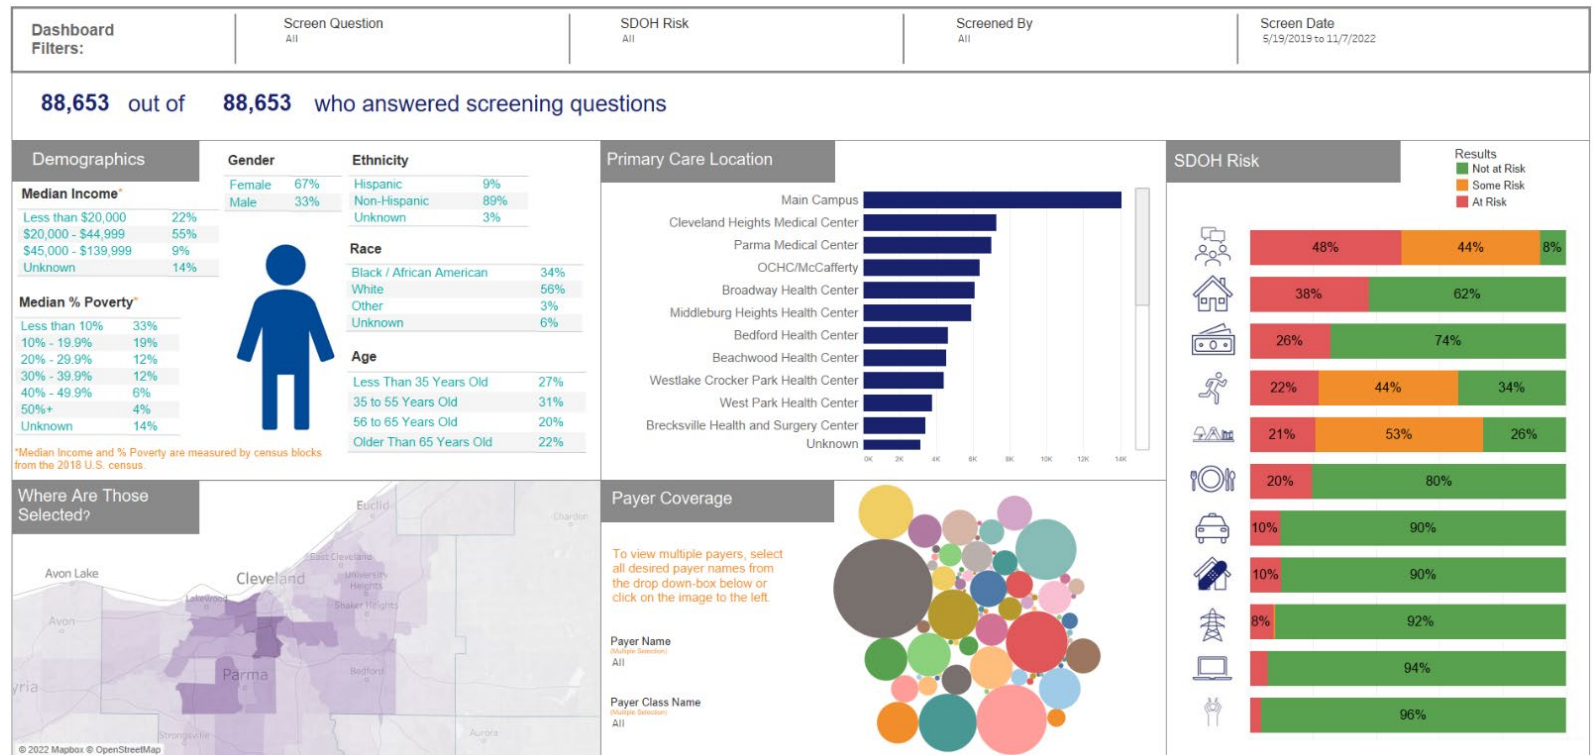 Dashboard
Filters:
Screen Question
All
SDOH Risk
All
Screened By
All
Screen Date
5/19/2019 to 11/7/2022
88,653 out of 88,653 who answered screening questions
Demographics
Median Income*
Less than $20,000 22%
$20,000 - $44,999 55%
$45,000 - $139,999 9%
Unknown 14%
Median % Poverty*
Less than 10% 33%
10% - 19.9% 19%
20% - 29.9% 12%
30% - 39.9% 12%
40% - 49.9% 6%
50%+ 4%
Unknown 14%
*Median Income and % Poverty are measured by census blocks
from the 2018 U.S. census.
Gender
Female 67%
Male 33%
Ethnicity
Hispanic 9%
Non-Hispanic 89%
Unknown 3%
Race
Black / African American 34%
White 56%
Other 3%
Unknown 6%
Age
Less Than 35 Years Old 27%
35 to 55 Years Old 31%
56 to 65 Years Old 20%
Older Than 65 Years Old 22%
Primary Care Location
Main Campus
Cleveland Heights Medical Center
Parma Medical Center
OCHC/McCafferty
Broadway Health Center
Middleburg Heights Health Center
Bedford Health Center
Beachwood Health Center
Westlake Crocker Park Health Center
West Park Health Center
Brecksville Health and Surgery Center
Unknown
0K 2K 4K 6K 8K 10K 12K 14K
SDOH Risk
Results
Not at Risk
Some Risk
At Risk
48% 44% 8%
38% 62%
26% 74%
22% 44% 34%
21% 53% 26%
20% 80%
10% 90%
10% 90%
8% 92%
94%
96%
Where Are Those
Selected?
Euclid
Chardon
East Cleveland
Avon Lake
Cleveland
University
Heights
Lakewood
Shaker Heights
Avon
Parma
Bedford
yria
Strongsville
Aurora
© 2022 Mapbox © OpenStreetMap
Payer Coverage
To view multiple payers, select
all desired payer names from
the drop down-box below or
click on the image to the left.
Payer Name
(Multiple Selection)
All
Payer Class Name
(Multiple Selection)
All